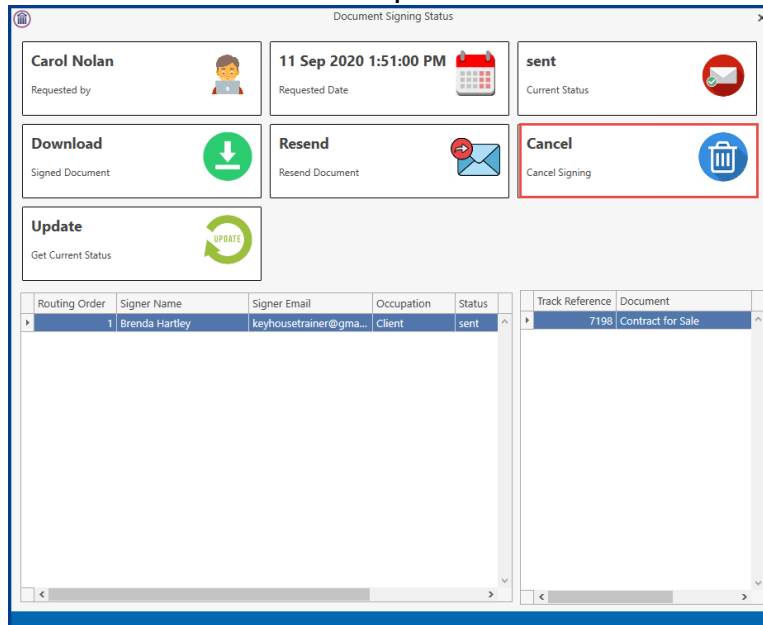 Document Signing Status
Carol Nolan
Requested by
11 Sep 2020 1:51:00 PM
Requested Date
sent
Current Status
Download
Signed Document
Resend
Resend Document
Cancel
Cancel Signing
Update
Get Current Status
UPDATE
Routing Order Signer Name Signer Email Occupation Status
1 Brenda Hartley keyhousetrainer@gma... Client sent
Track Reference Document
7198 Contract for Sale